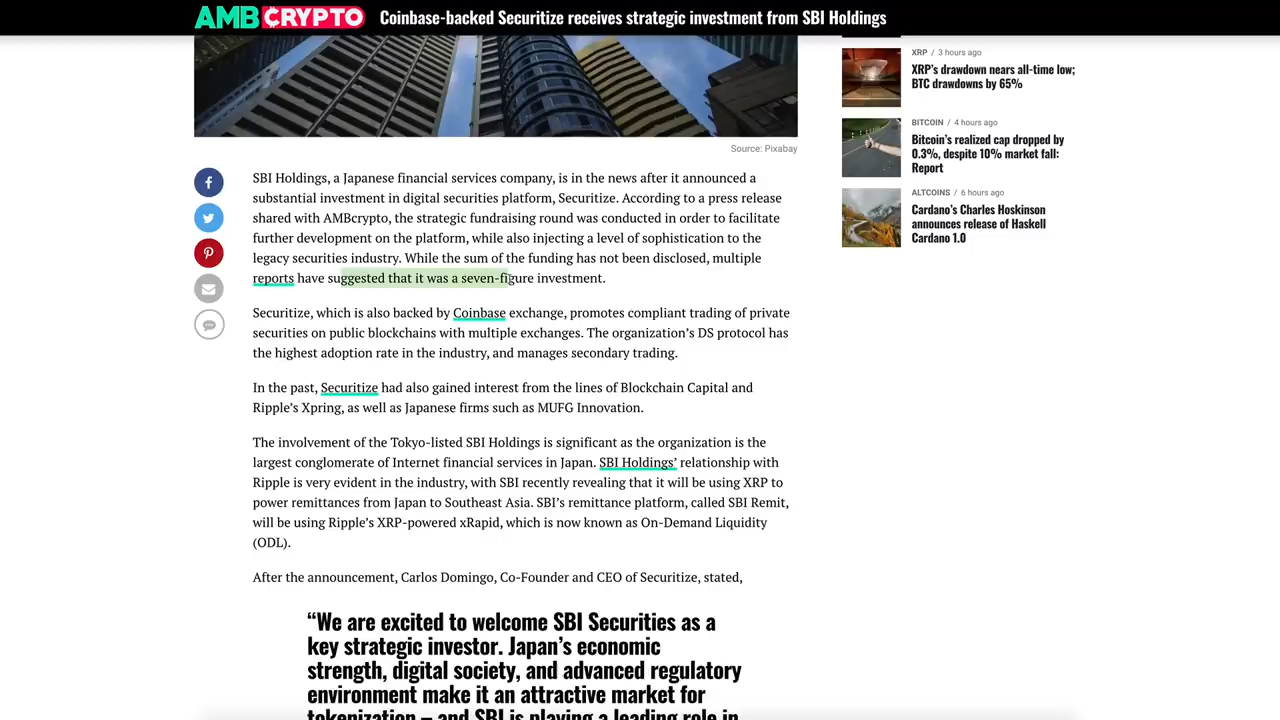 AMBCRYPTO Coinbase-backed Securitize receives strategic investment from SBI Holdings
Source: Pixabay
SBI Holdings, a Japanese financial services company, is in the news after it announced a
substantial investment in digital securities platform, Securitize. According to a press release
shared with AMBcrypto, the strategic fundraising round was conducted in order to facilitate
further development on the platform, while also injecting a level of sophistication to the
legacy securities industry. While the sum of the funding has not been disclosed, multiple
reports have suggested that it was a seven-figure investment.
Securitize, which is also backed by Coinbase exchange, promotes compliant trading of private
securities on public blockchains with multiple exchanges. The organization's DS protocol has
the highest adoption rate in the industry, and manages secondary trading.
In the past, Securitize had also gained interest from the lines of Blockchain Capital and
Ripple's Xpring, as well as Japanese firms such as MUFG Innovation.
The involvement of the Tokyo-listed SBI Holdings is significant as the organization is the
largest conglomerate of Internet financial services in Japan. SBI Holdings' relationship with
Ripple is very evident in the industry, with SBI recently revealing that it will be using XRP to
power remittances from Japan to Southeast Asia. SBI's remittance platform, called SBI Remit,
will be using Ripple's XRP-powered xRapid, which is now known as On-Demand Liquidity
(ODL).
After the announcement, Carlos Domingo, Co-Founder and CEO of Securitize, stated,
“We are excited to welcome SBI Securities as a
key strategic investor. Japan's economic
strength, digital society, and advanced regulatory
environment make it an attractive market for
tokenization – and SBI is playing a leading role in
XRP / 3 hours ago
XRP's drawdown nears all-time low;
BTC drawdowns by 65%
BITCOIN / 4 hours ago
Bitcoin's realized cap dropped by
0.3%, despite 10% market fall:
Report
ALTCOINS / 6 hours ago
Cardano's Charles Hoskinson
announces release of Haskell
Cardano 1.0